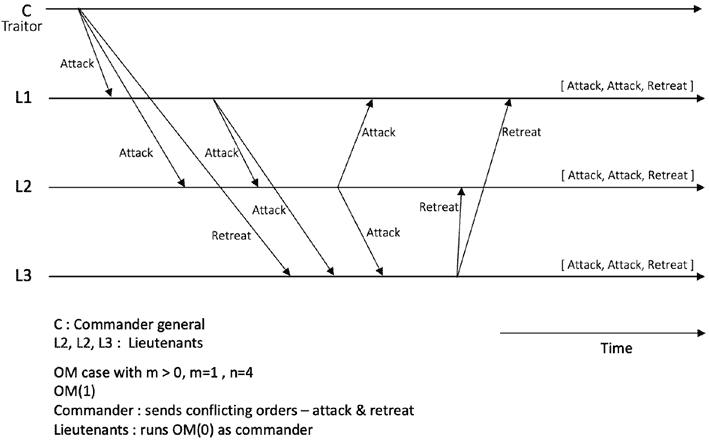 C
Traitor
Attack
L1
[ Attack, Attack, Retreat ]
Attack
Retreat
Attack
Attack
L2
[ Attack, Attack, Retreat ]
Retreat
Attack
Retreat
Attack
L3
[ Attack, Attack, Retreat ]
C : Commander general
L2, L2, L3 : Lieutenants
Time
OM case with m > 0, m=1 , n=4
OM(1)
Commander : sends conflicting orders – attack & retreat
Lieutenants : runs OM(0) as commander